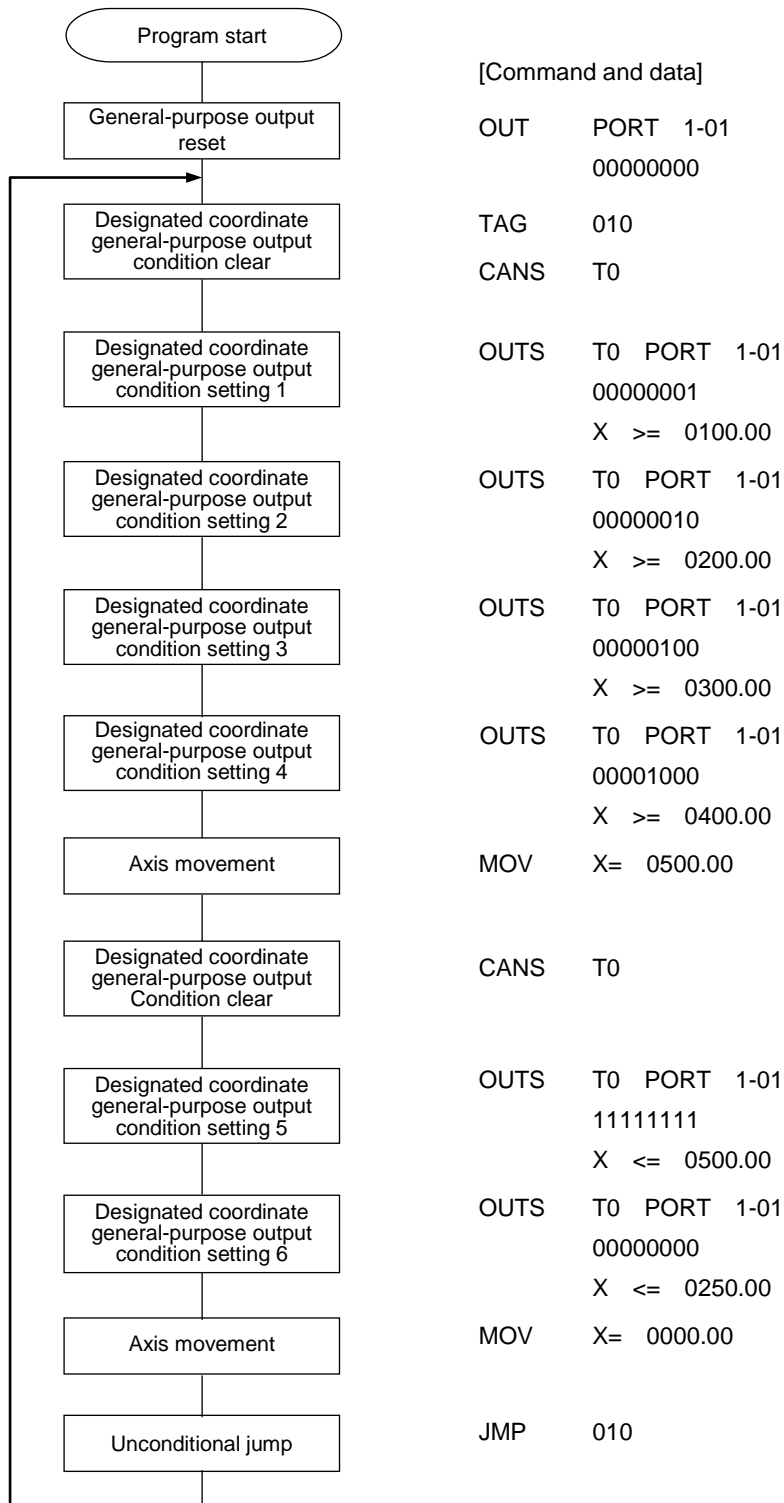 Program start
[Command and data]
General-purpose output
reset
OUT PORT 1-01
00000000
Designated coordinate
general-purpose output
condition clear
TAG 010
CANS T0
Designated coordinate
general-purpose output
condition setting 1
OUTS T0 PORT 1-01
00000001
X >= 0100.00
Designated coordinate
general-purpose output
condition setting 2
OUTS T0 PORT 1-01
00000010
X >= 0200.00
Designated coordinate
general-purpose output
condition setting 3
OUTS T0 PORT 1-01
00000100
X >= 0300.00
Designated coordinate
general-purpose output
condition setting 4
OUTS T0 PORT 1-01
00001000
X >= 0400.00
Axis movement
MOV X= 0500.00
Designated coordinate
general-purpose output
Condition clear
CANS T0
Designated coordinate
general-purpose output
condition setting 5
OUTS T0 PORT 1-01
11111111
X <= 0500.00
Designated coordinate
general-purpose output
condition setting 6
OUTS T0 PORT 1-01
00000000
X <= 0250.00
Axis movement
MOV X= 0000.00
Unconditional jump
JMP 010